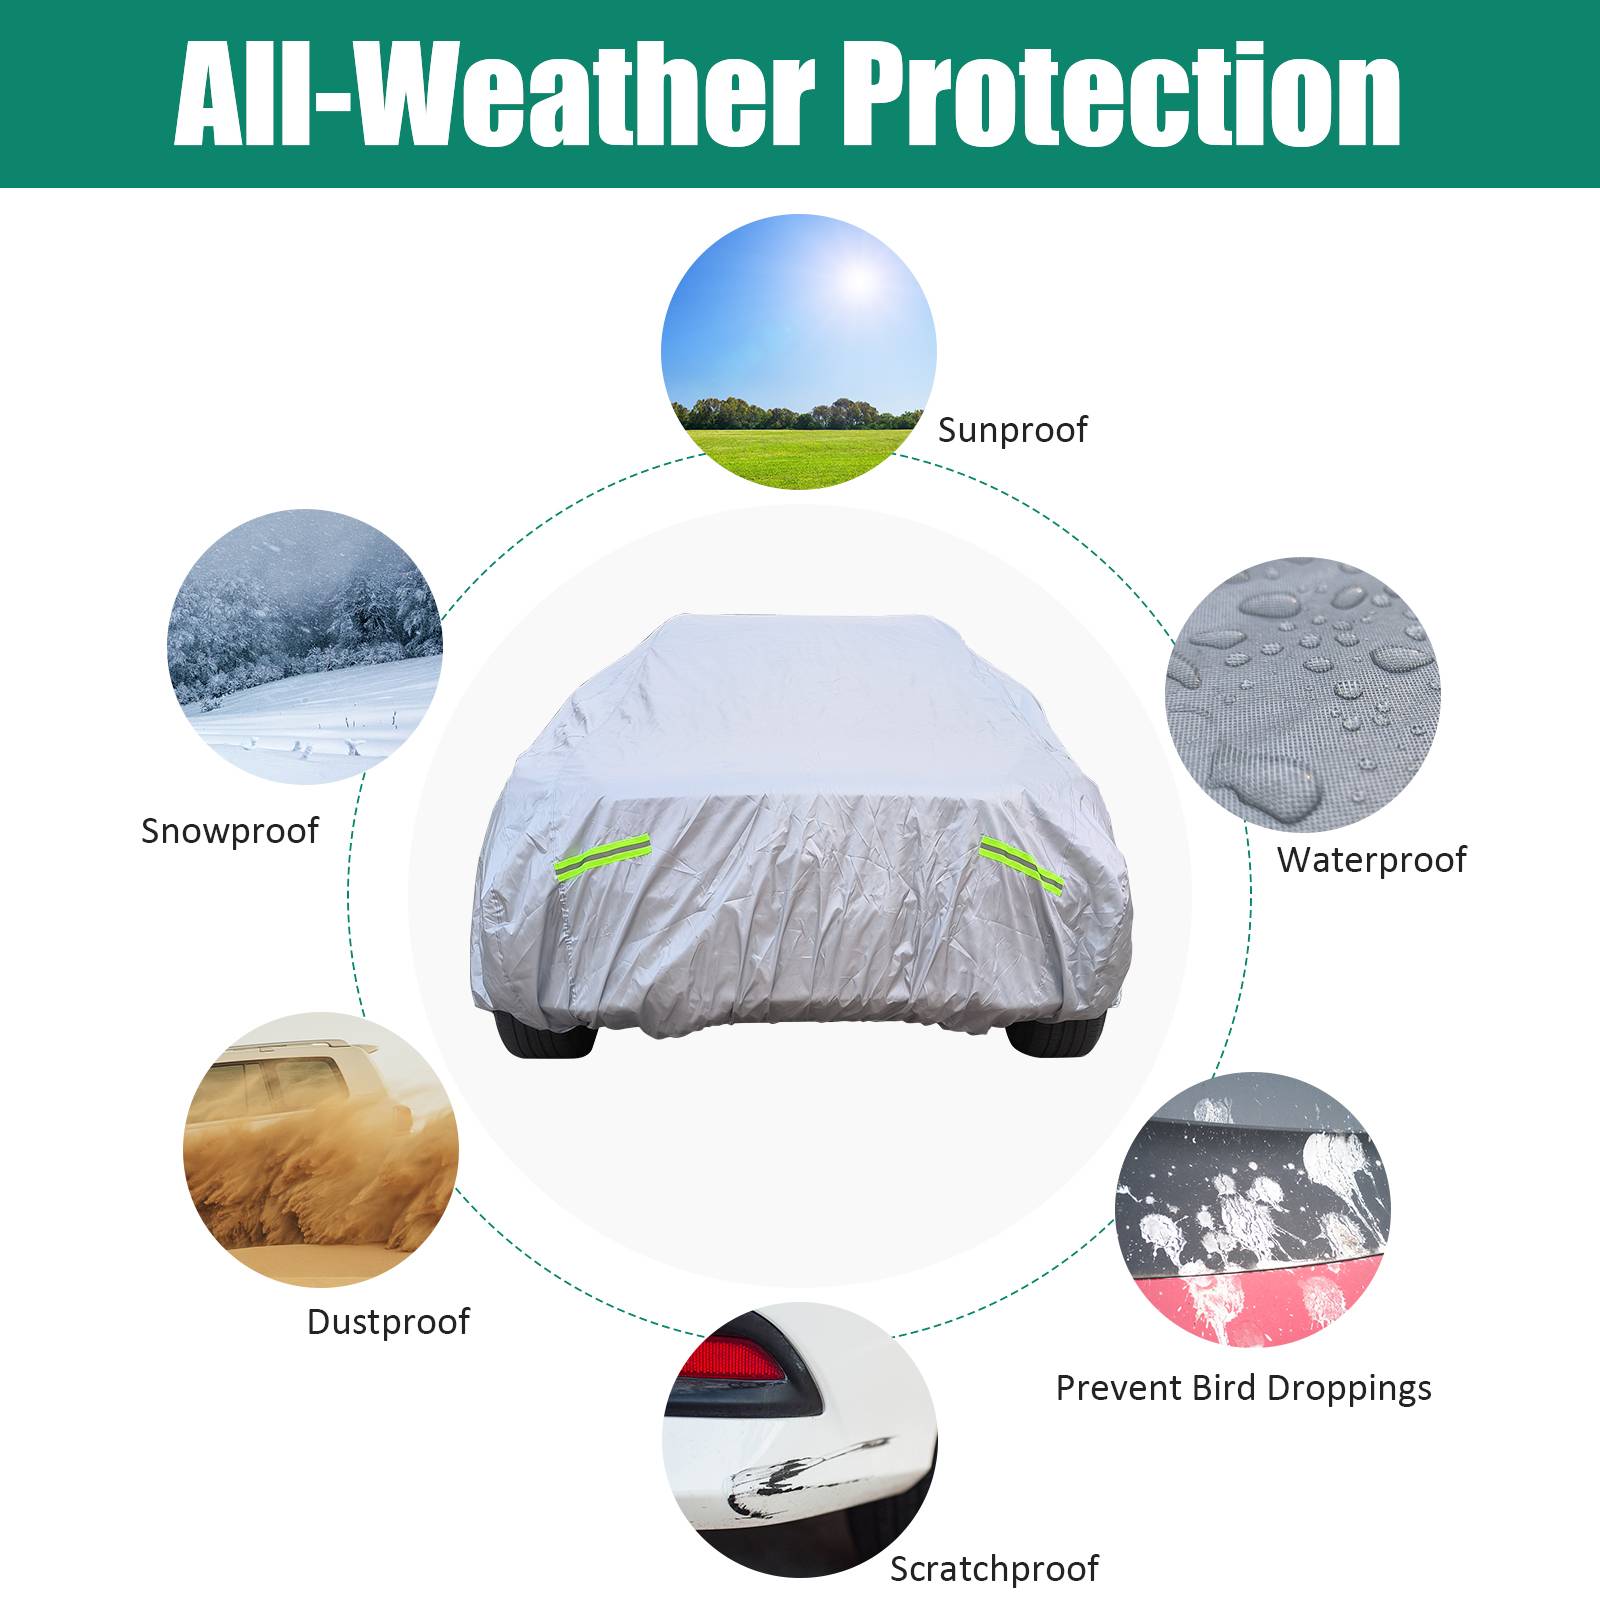 All-Weather Protection
Sunproof
Snowproof
Waterproof
Dustproof
Prevent Bird Droppings
Scratchproof